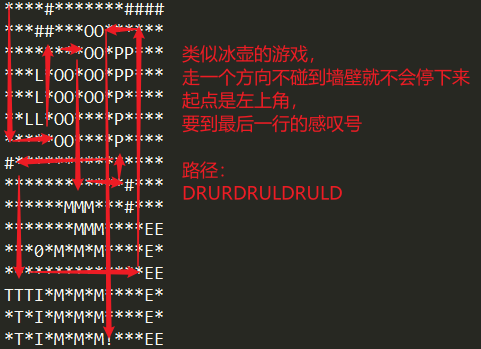 ****#*******####
***##***OO******
********OO*PP***
***L*OO*OO*PP***
***L*OO*OO*PP***
**LL*OO****P****
*****OO****P****
#***************
************#***
******MMM***#***
*******MMM****EE
***0*M*M*M****E*
**************EE
TTTI*M*M*M****E*
*T*I*M*M*M****E*
*T*I*M*M*M!***EE
类似冰壶的游戏，
走一个方向不碰到墙壁就不会停下来
起点是左上角，
要到最后一行的感叹号
路径：
DRURDRULDRULD